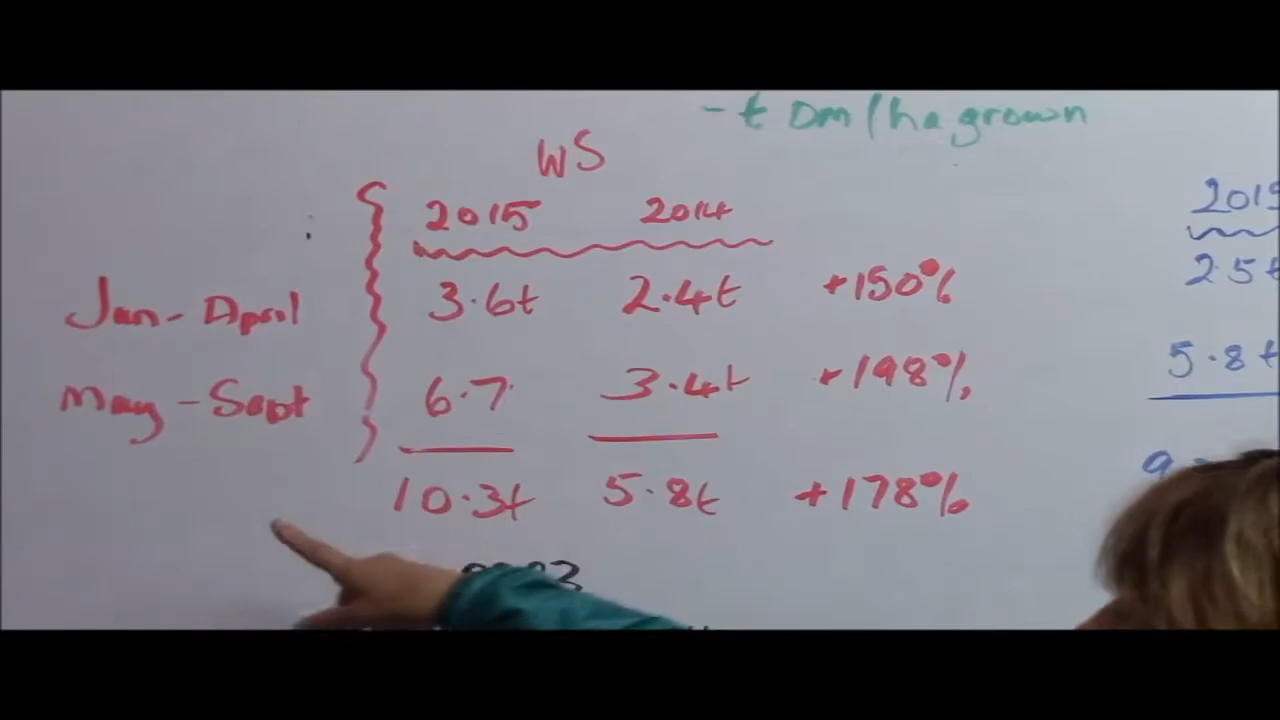 - t Dm/ha grown
WS
2015 2014
Jan - April 3.6t 2.4t +150%
May - Sept 6.7 3.4t +198%
10.3t 5.8t +178%
2.5t
5.8t